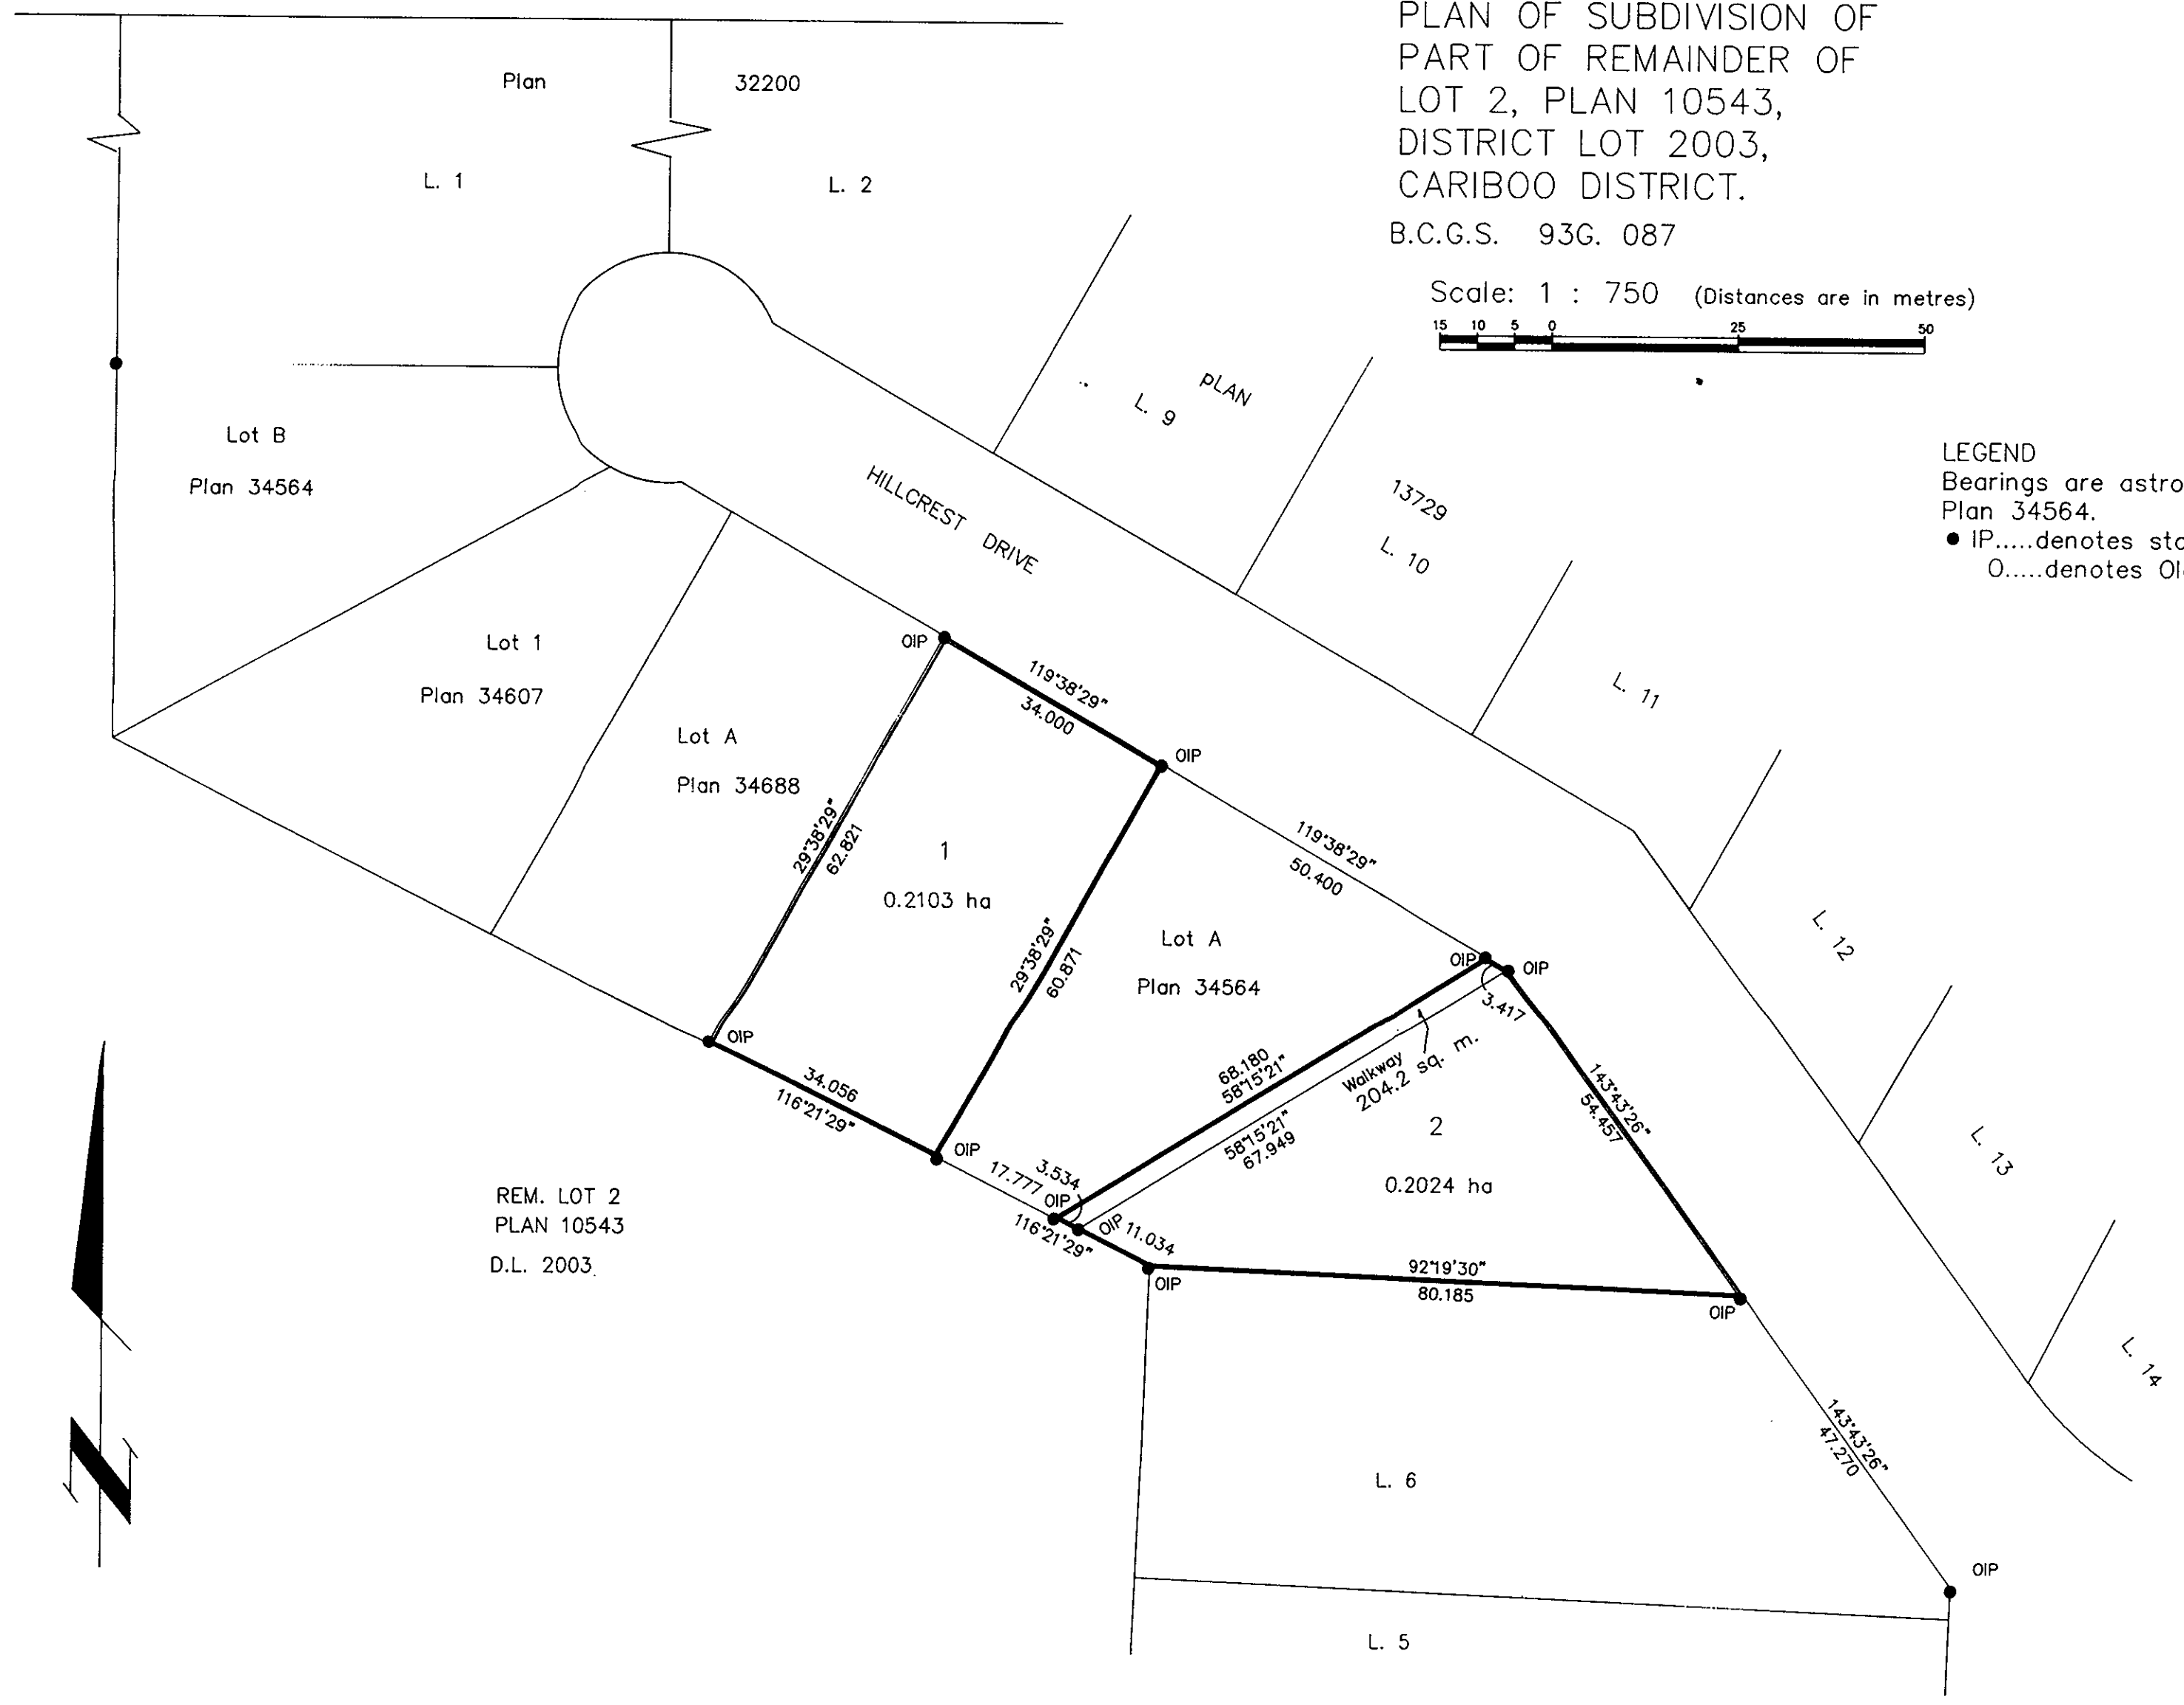 PLAN OF SUBDIVISION OF
PART OF REMAINDER OF
LOT 2, PLAN 10543,
DISTRICT LOT 2003,
CARIBOO DISTRICT.
B.C.G.S. 93G. 087
Scale: 1 : 750 (Distances are in metres)
15 10 5 0 25 50
LEGEND
Bearings are astro
Plan 34564.
IP.....denotes sta
O.....denotes Ol
Plan 32200
L. 1
L. 2
pLAN
L. 9
13729
L. 10
L. 11
L. 12
L. 13
L. 14
HILLCREST DRIVE
Lot B
Plan 34564
Lot 1
Plan 34607
Lot A
Plan 34688
OIP
119°38'29"
34.000
OIP
29°38'29"
62.821
1
0.2103 ha
29°38'29"
60.871
OIP
34.056
116°21'29"
OIP
119°38'29"
50.400
Lot A
Plan 34564
OIP
OIP
3.417
68.180
58°15'21"
Walkway
204.2 sq. m.
58°15'21"
67.949
143°43'26"
54.457
2
0.2024 ha
17.777
3.534
OIP
116°21'29"
OIP
11.034
OIP
92°19'30"
80.185
OIP
REM. LOT 2
PLAN 10543
D.L. 2003
143°43'26"
47.270
L. 6
OIP
L. 5
N